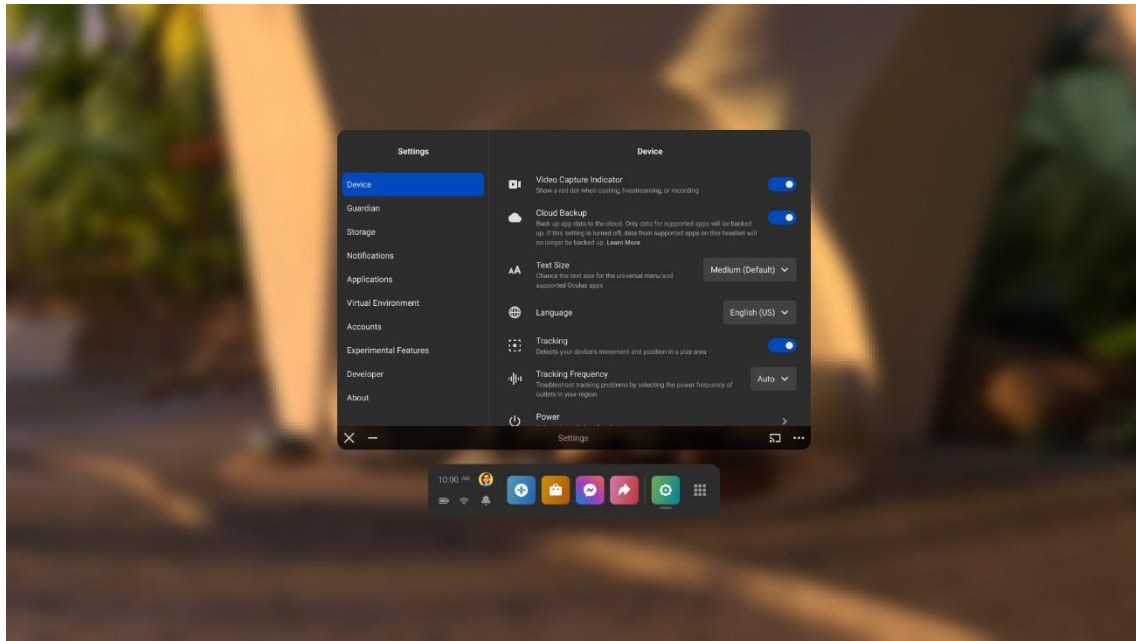 Settings
Device
Guardian
Storage
Notifications
Applications
Virtual Environment
Accounts
Experimental Features
Developer
About
Device
Video Capture Indicator
Show a red dot when casting, livestreaming, or recording
Cloud Backup
Back up app data to the cloud. Only data for supported apps will be backed
up. If this setting is turned off, data from supported apps on this headset will
no longer be backed up. Learn More
Text Size
Medium (Default)
Change the text size for the universal menu and
supported Oculus apps
Language
English (US)
Tracking
Detects your device's movement and position in a play area
Tracking Frequency
Auto
Troubleshoot tracking problems by selecting the power frequency of
outlets in your region
Power
Settings
10:00 AM